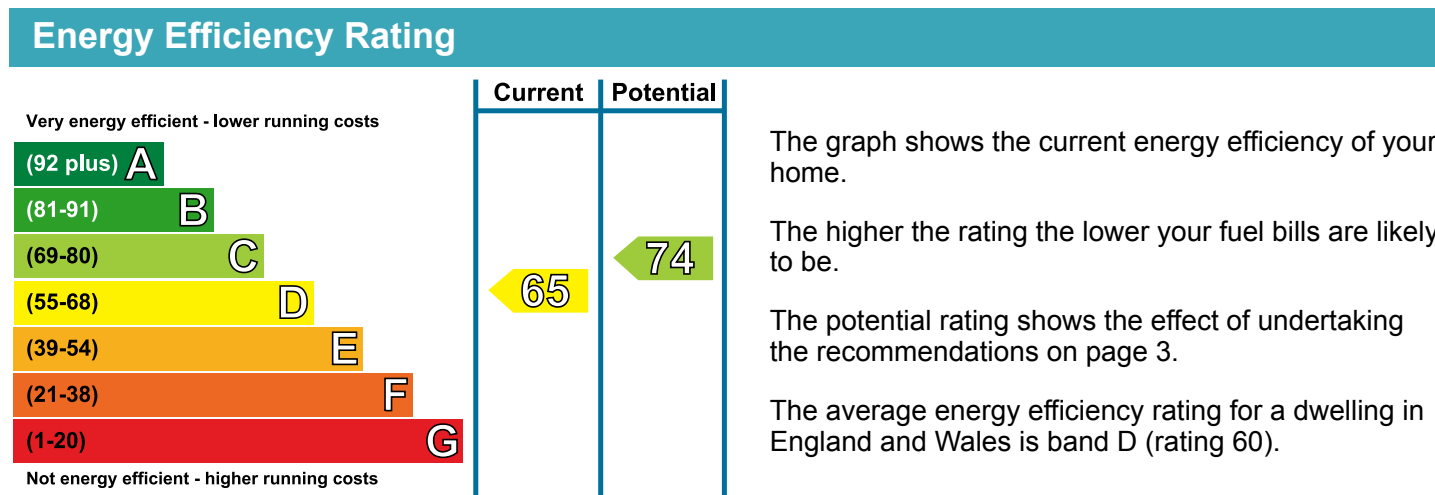 Energy Efficiency Rating
Current Potential
Very energy efficient - lower running costs
(92 plus) A
(81-91) B
(69-80) C
(55-68) D
(39-54) E
(21-38) F
(1-20) G
Not energy efficient - higher running costs
65
74
The graph shows the current energy efficiency of your
home.
The higher the rating the lower your fuel bills are likely
to be.
The potential rating shows the effect of undertaking
the recommendations on page 3.
The average energy efficiency rating for a dwelling in
England and Wales is band D (rating 60).